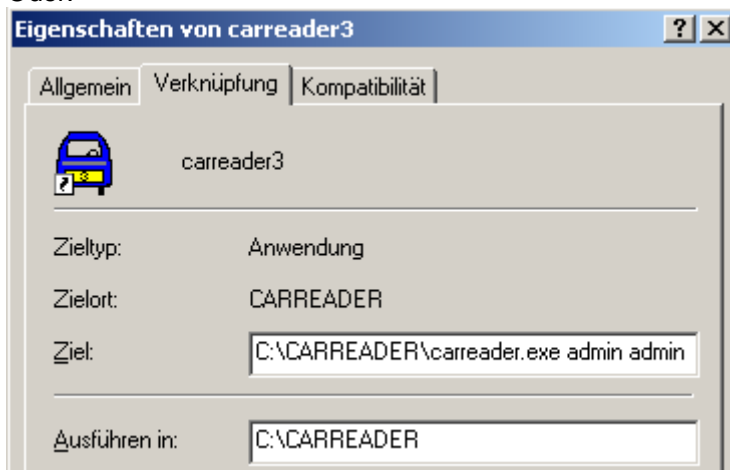 Eigenschaften von carreader3
Allgemein Verknüpfung Kompatibilität
carreader3
Zieltyp: Anwendung
Zielort: CARREADER
Ziel: C:\CARREADER\carreader.exe admin admin
Ausführen in: C:\CARREADER